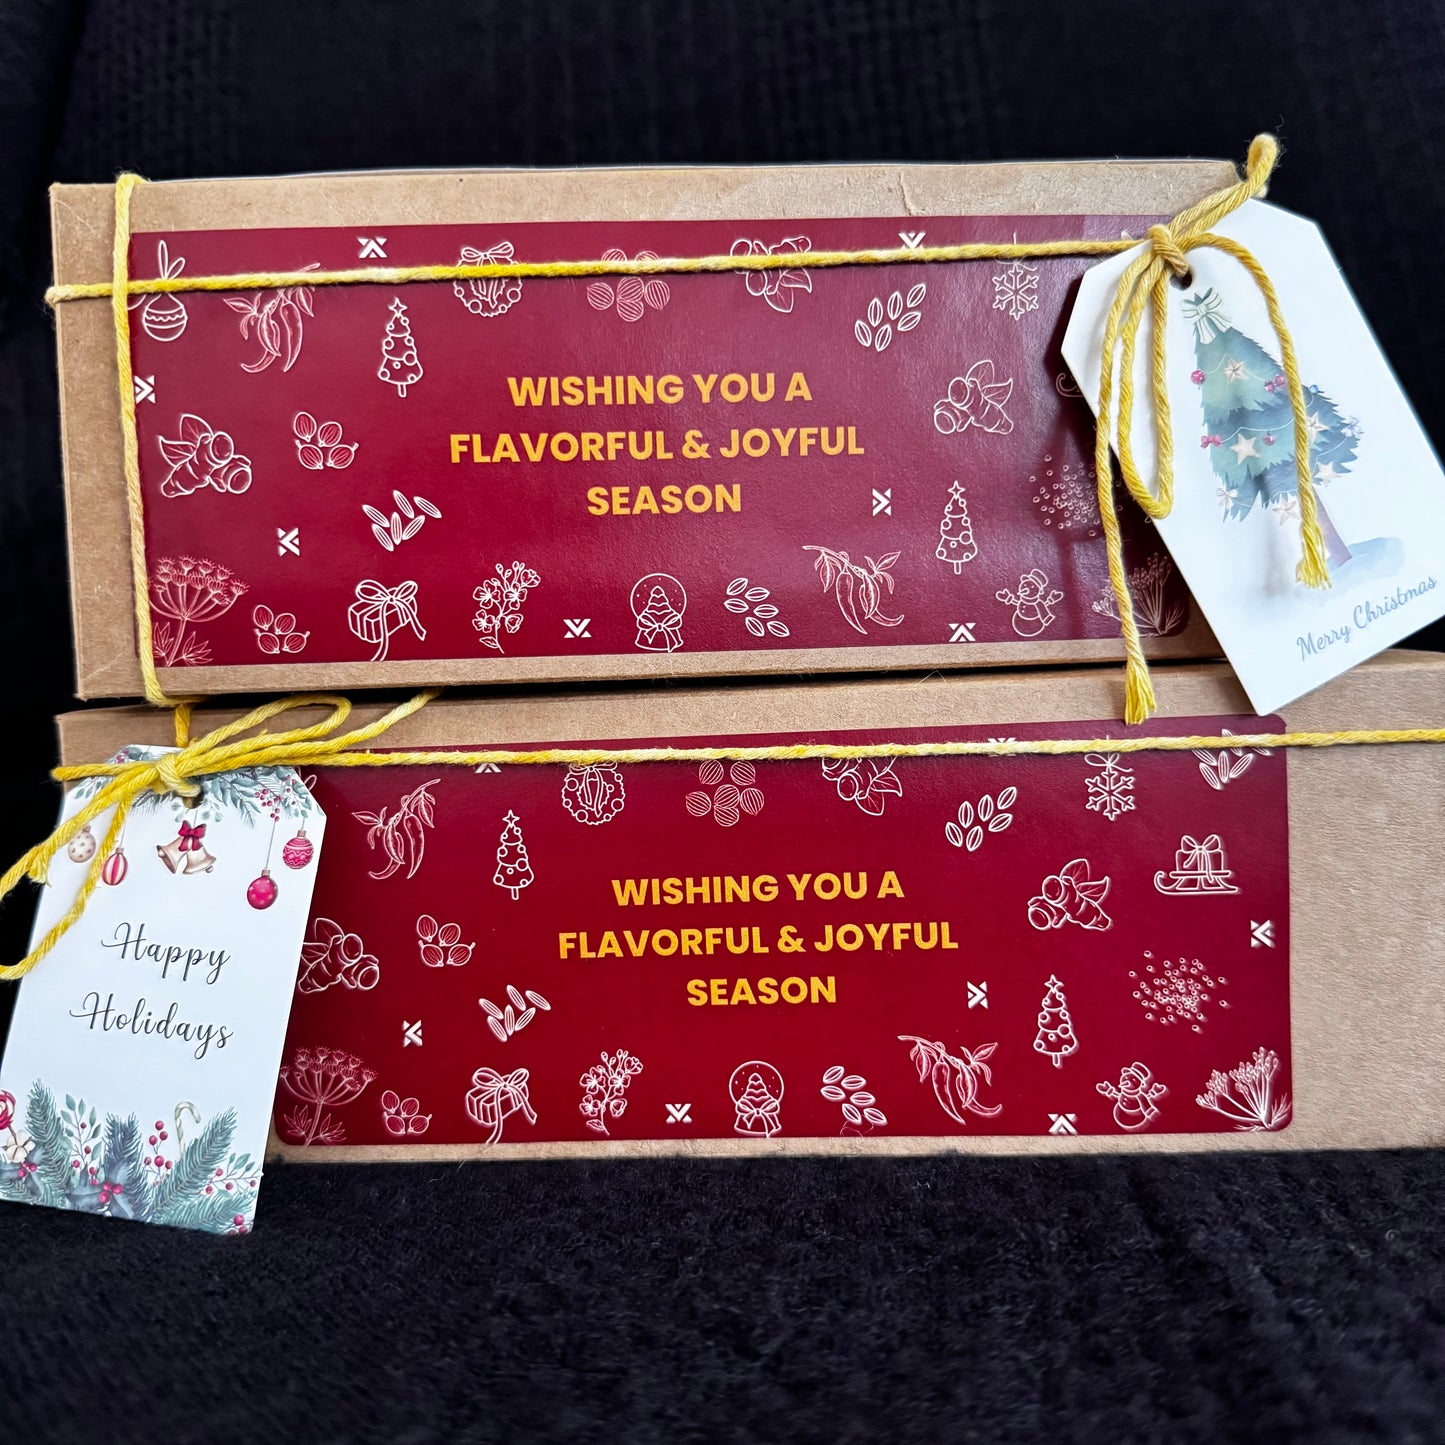 WISHING YOU A
FLAVORFUL & JOYFUL
SEASON
Merry Christmas
WISHING YOU A
FLAVORFUL & JOYFUL
SEASON
Happy
Holidays